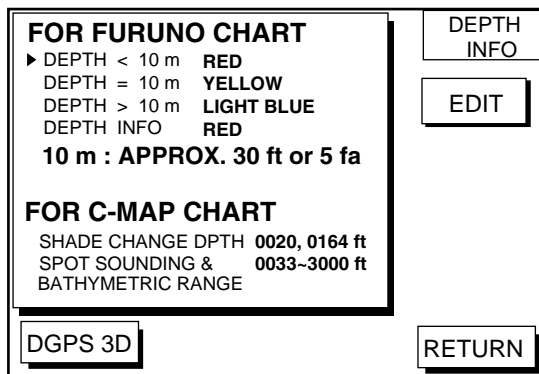 FOR FURUNO CHART
DEPTH < 10 m RED
DEPTH = 10 m YELLOW
DEPTH > 10 m LIGHT BLUE
DEPTH INFO RED
10 m : APPROX. 30 ft or 5 fa
FOR C-MAP CHART
SHADE CHANGE DPTH 0020, 0164 ft
SPOT SOUNDING & 0033~3000 ft
BATHYMETRIC RANGE
DEPTH
INFO
EDIT
DGPS 3D
RETURN